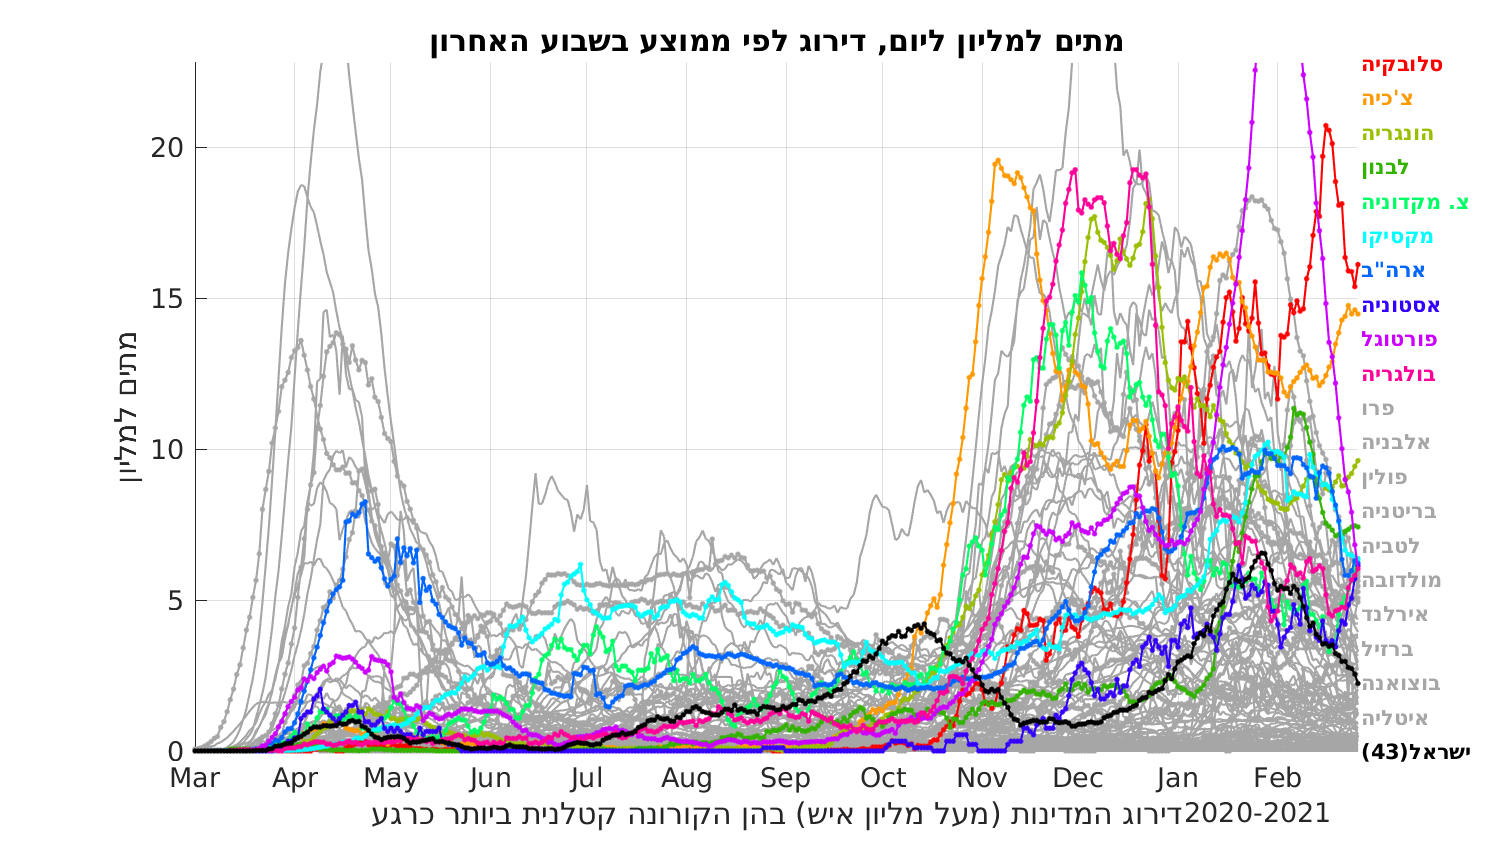 מתים למליון ליום, דירוג לפי ממוצע בשבוע האחרון
סלובקיה
צ'כיה
הונגריה
לבנון
צ. מקדוניה
מקסיקו
ארה"ב
אסטוניה
פורטוגל
בולגריה
פרו
אלבניה
פולין
בריטניה
לטביה
מולדובה
אירלנד
ברזיל
בוצואנה
איטליה
ישראל(43)
מתים למליון
20
15
10
5
0
Mar Apr May Jun Jul Aug Sep Oct Nov Dec Jan Feb
דירוג המדינות (מעל מליון איש) בהן הקורונה קטלנית ביותר כרגע2020-2021